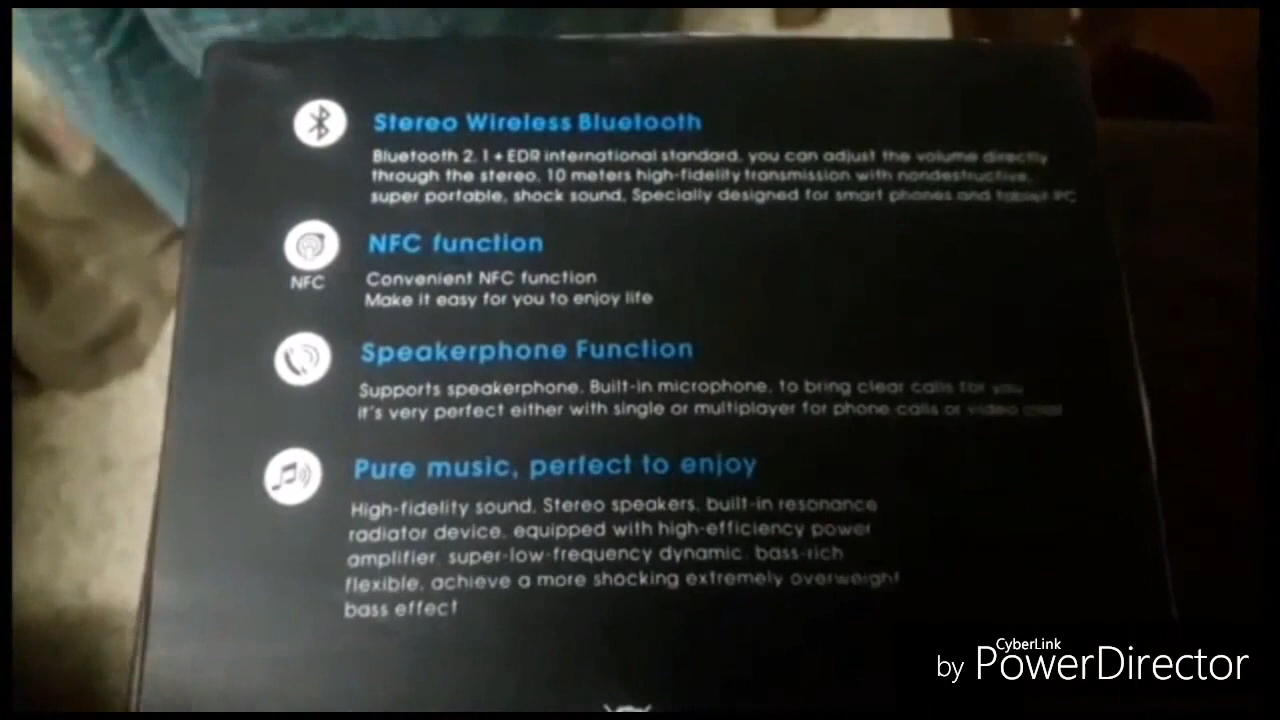 Stereo Wireless Bluetooth
Bluetooth 2.1+EDR international standard, you can adjust the volume directly
through the stereo. 10 meters high-fidelity transmission with nondestructive,
super portable, shock sound, Specially designed for smart phones and tablet PC
NFC function
NFC
Convenient NFC function
Make it easy for you to enjoy life
Speakerphone Function
Supports speakerphone. Built-in microphone, to bring clear calls for you
it's very perfect either with single or multiplayer for phone calls or video
Pure music, perfect to enjoy
High-fidelity sound, Stereo speakers, built-in resonance
radiator device, equipped with high-efficiency power
amplifier, super-low-frequency dynamic, bass-rich
flexible, achieve a more shocking extremely overweight
bass effect
CyberLink
by PowerDirector